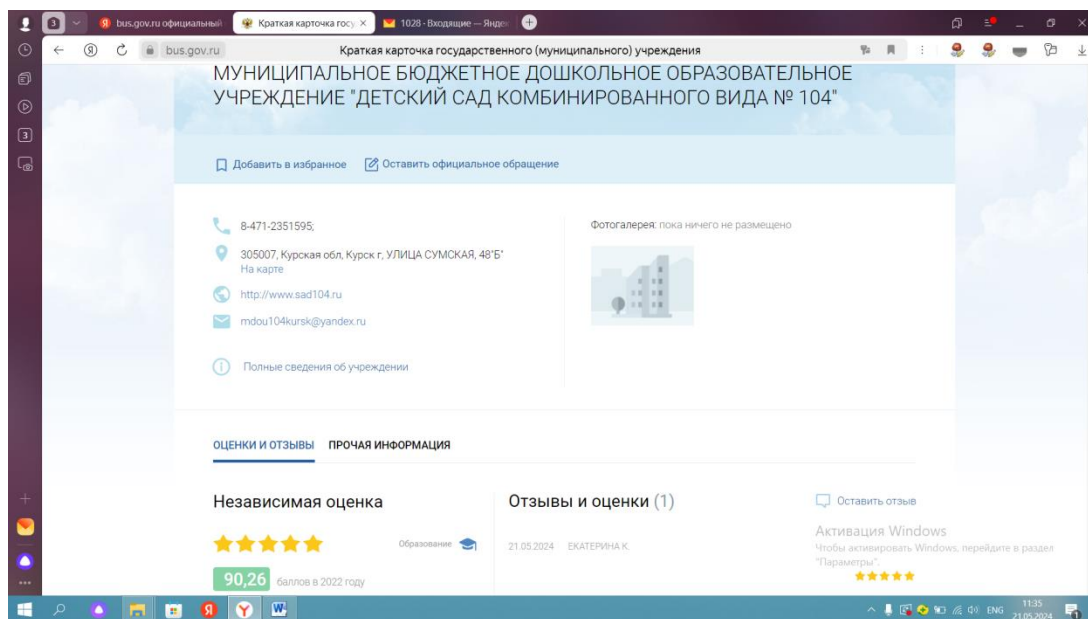 3
bus.gov.ru официальный
Краткая карточка госу
1028 · Входящие — Яндек
bus.gov.ru
Краткая карточка государственного (муниципального) учреждения
3
МУНИЦИПАЛЬНОЕ БЮДЖЕТНОЕ ДОШКОЛЬНОЕ ОБРАЗОВАТЕЛЬНОЕ
УЧРЕЖДЕНИЕ "ДЕТСКИЙ САД КОМБИНИРОВАННОГО ВИДА № 104"
Добавить в избранное
Оставить официальное обращение
8-471-2351595;
305007, Курская обл, Курск г, УЛИЦА СУМСКАЯ, 48"Б"
На карте
http://www.sad104.ru
mdou104kursk@yandex.ru
Полные сведения об учреждении
Фотогалерея: пока ничего не размещено
ОЦЕНКИ И ОТЗЫВЫ
ПРОЧАЯ ИНФОРМАЦИЯ
Независимая оценка
Образование
90,26 баллов в 2022 году
Отзывы и оценки (1)
21.05.2024 ЕКАТЕРИНА К.
Оставить отзыв
Активация Windows
Чтобы активировать Windows, перейдите в раздел
"Параметры".
ENG
11:35
21.05.2024